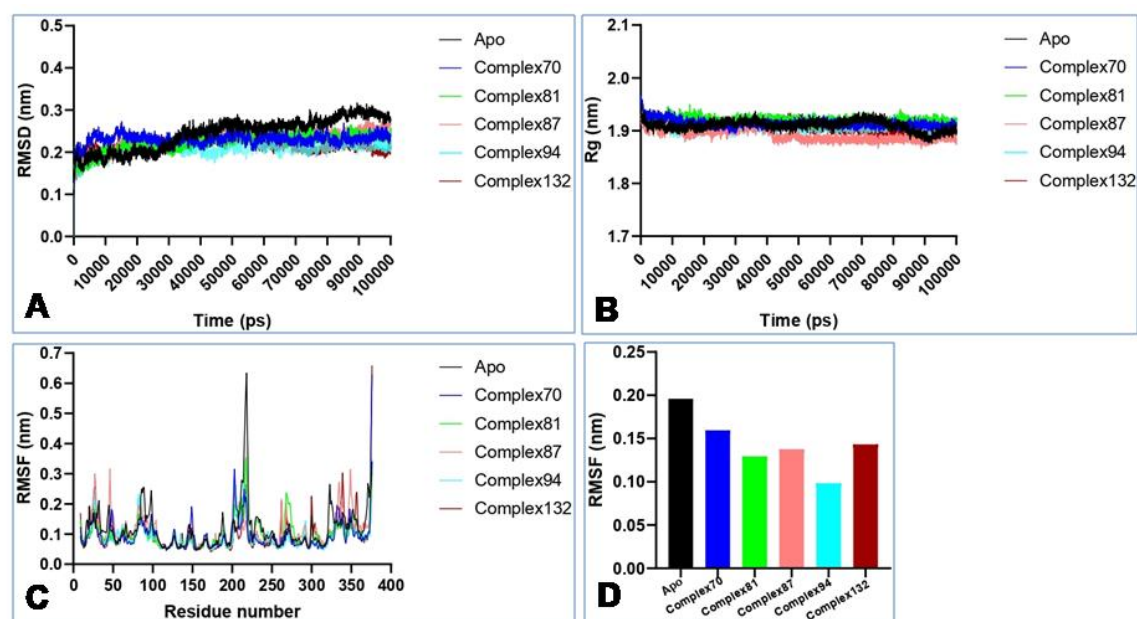 0.5
0.4
0.3
0.2
0.1
0.0
RMSD (nm)
0
10000
20000
30000
40000
50000
60000
70000
80000
90000
100000
Time (ps)
Apo
Complex70
Complex81
Complex87
Complex94
Complex132
A
2.1
2.0
1.9
1.8
1.7
Rg (nm)
0
10000
20000
30000
40000
50000
60000
70000
80000
90000
100000
Time (ps)
Apo
Complex70
Complex81
Complex87
Complex94
Complex132
B
0.7
0.6
0.5
0.4
0.3
0.2
0.1
0.0
RMSF (nm)
0
50
100
150
200
250
300
350
400
Residue number
Apo
Complex70
Complex81
Complex87
Complex94
Complex132
C
0.25
0.20
0.15
0.10
0.05
0.00
RMSF (nm)
Apo
Complex70
Complex81
Complex87
Complex94
Complex132
D